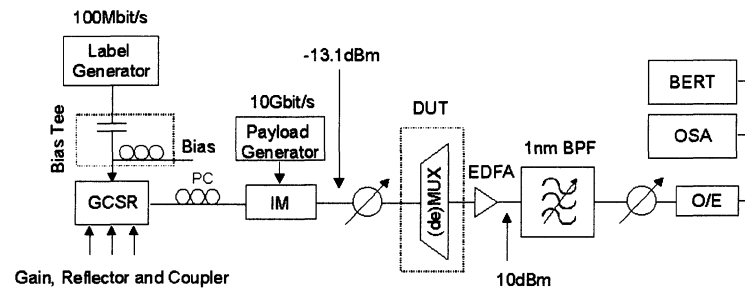 100Mbit/s
Label
Generator
Bias Tee
Bias
10Gbit/s
Payload
Generator
-13.1dBm
DUT
(de)MUX
EDFA
1nm BPF
BERT
OSA
O/E
GCSR
PC
IM
10dBm
Gain, Reflector and Coupler